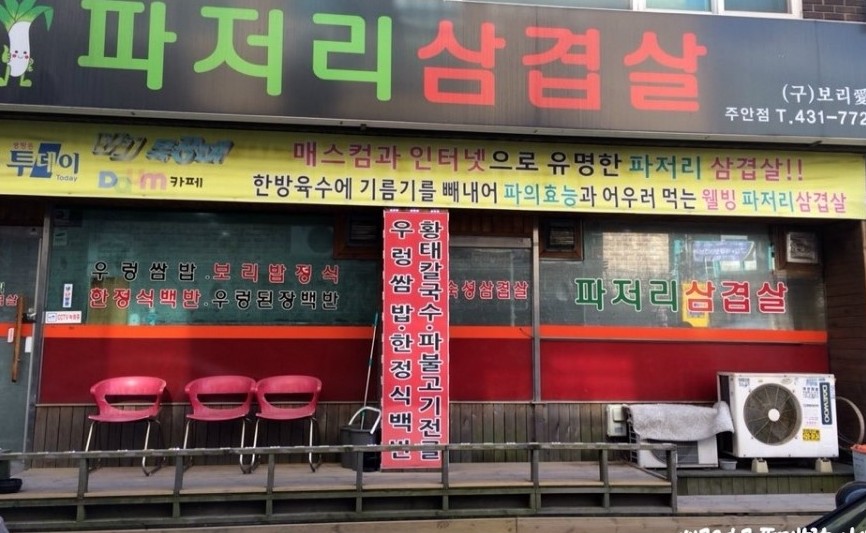 파저리삼겹살
(구)보리愛
주안점 T.431-772
투데이
Today
Daum 카페
매스컴과 인터넷으로 유명한 파저리 삼겹살!!
한방육수에 기름기를 빼내어 파의효능과 어우러 먹는 웰빙 파저리삼겹살
우렁쌈밥.보리밥정식
한정식백반.우렁된장백반
황태칼국수·파불고기전골
우렁쌈밥·한정식백반
숙성삼겹살
파저리삼겹살
CCTV
DAEWOO